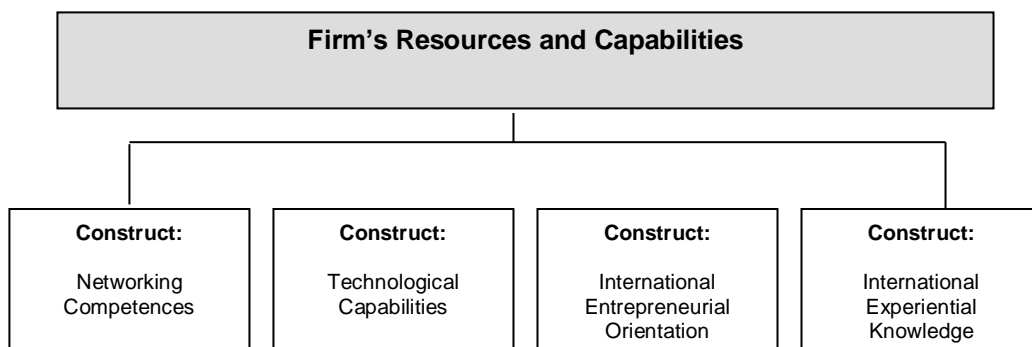 Firm's Resources and Capabilities
Construct:
Networking
Competences
Construct:
Technological
Capabilities
Construct:
International
Entrepreneurial
Orientation
Construct:
International
Experiential
Knowledge